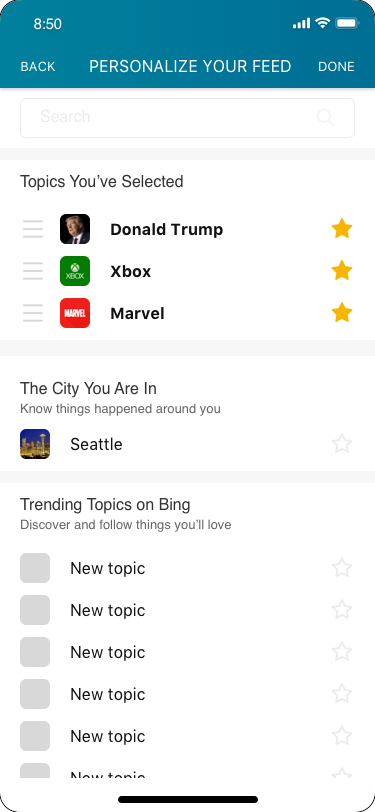 8:50
BACK PERSONALIZE YOUR FEED DONE
Search
Topics You've Selected
Donald Trump
XBOX
Xbox
MARVEL
Marvel
The City You Are In
Know things happened around you
Seattle
Trending Topics on Bing
Discover and follow things you'll love
New topic
New topic
New topic
New topic
New topic
New topic